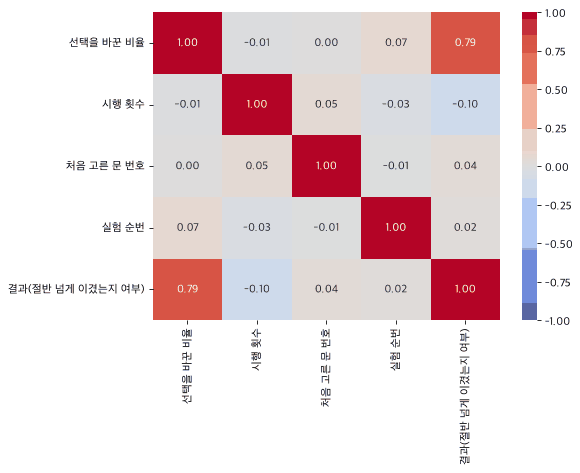 선택을 바꾼 비율
시행 횟수
처음 고른 문 번호
실험 순번
결과(절반 넘게 이겼는지 여부)
1.00 -0.01 0.00 0.07 0.79
-0.01 1.00 0.05 -0.03 -0.10
0.00 0.05 1.00 -0.01 0.04
0.07 -0.03 -0.01 1.00 0.02
0.79 -0.10 0.04 0.02 1.00
선택을 바꾼 비율
시행 횟수
처음 고른 문 번호
실험 순번
결과(절반 넘게 이겼는지 여부)
1.00
0.75
0.50
0.25
0.00
-0.25
-0.50
-0.75
-1.00